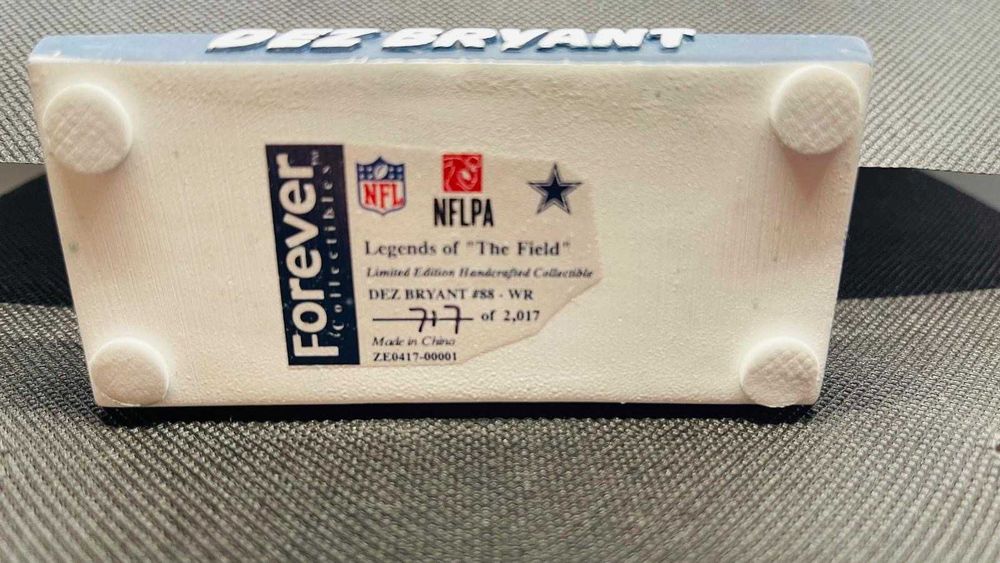 DEZ BRYANT
Forever
Collectibles™
NFL
NFLPA
Legends of "The Field"
Limited Edition Handcrafted Collectible
DEZ BRYANT #88 - WR
717 of 2,017
Made in China
ZE0417-00001